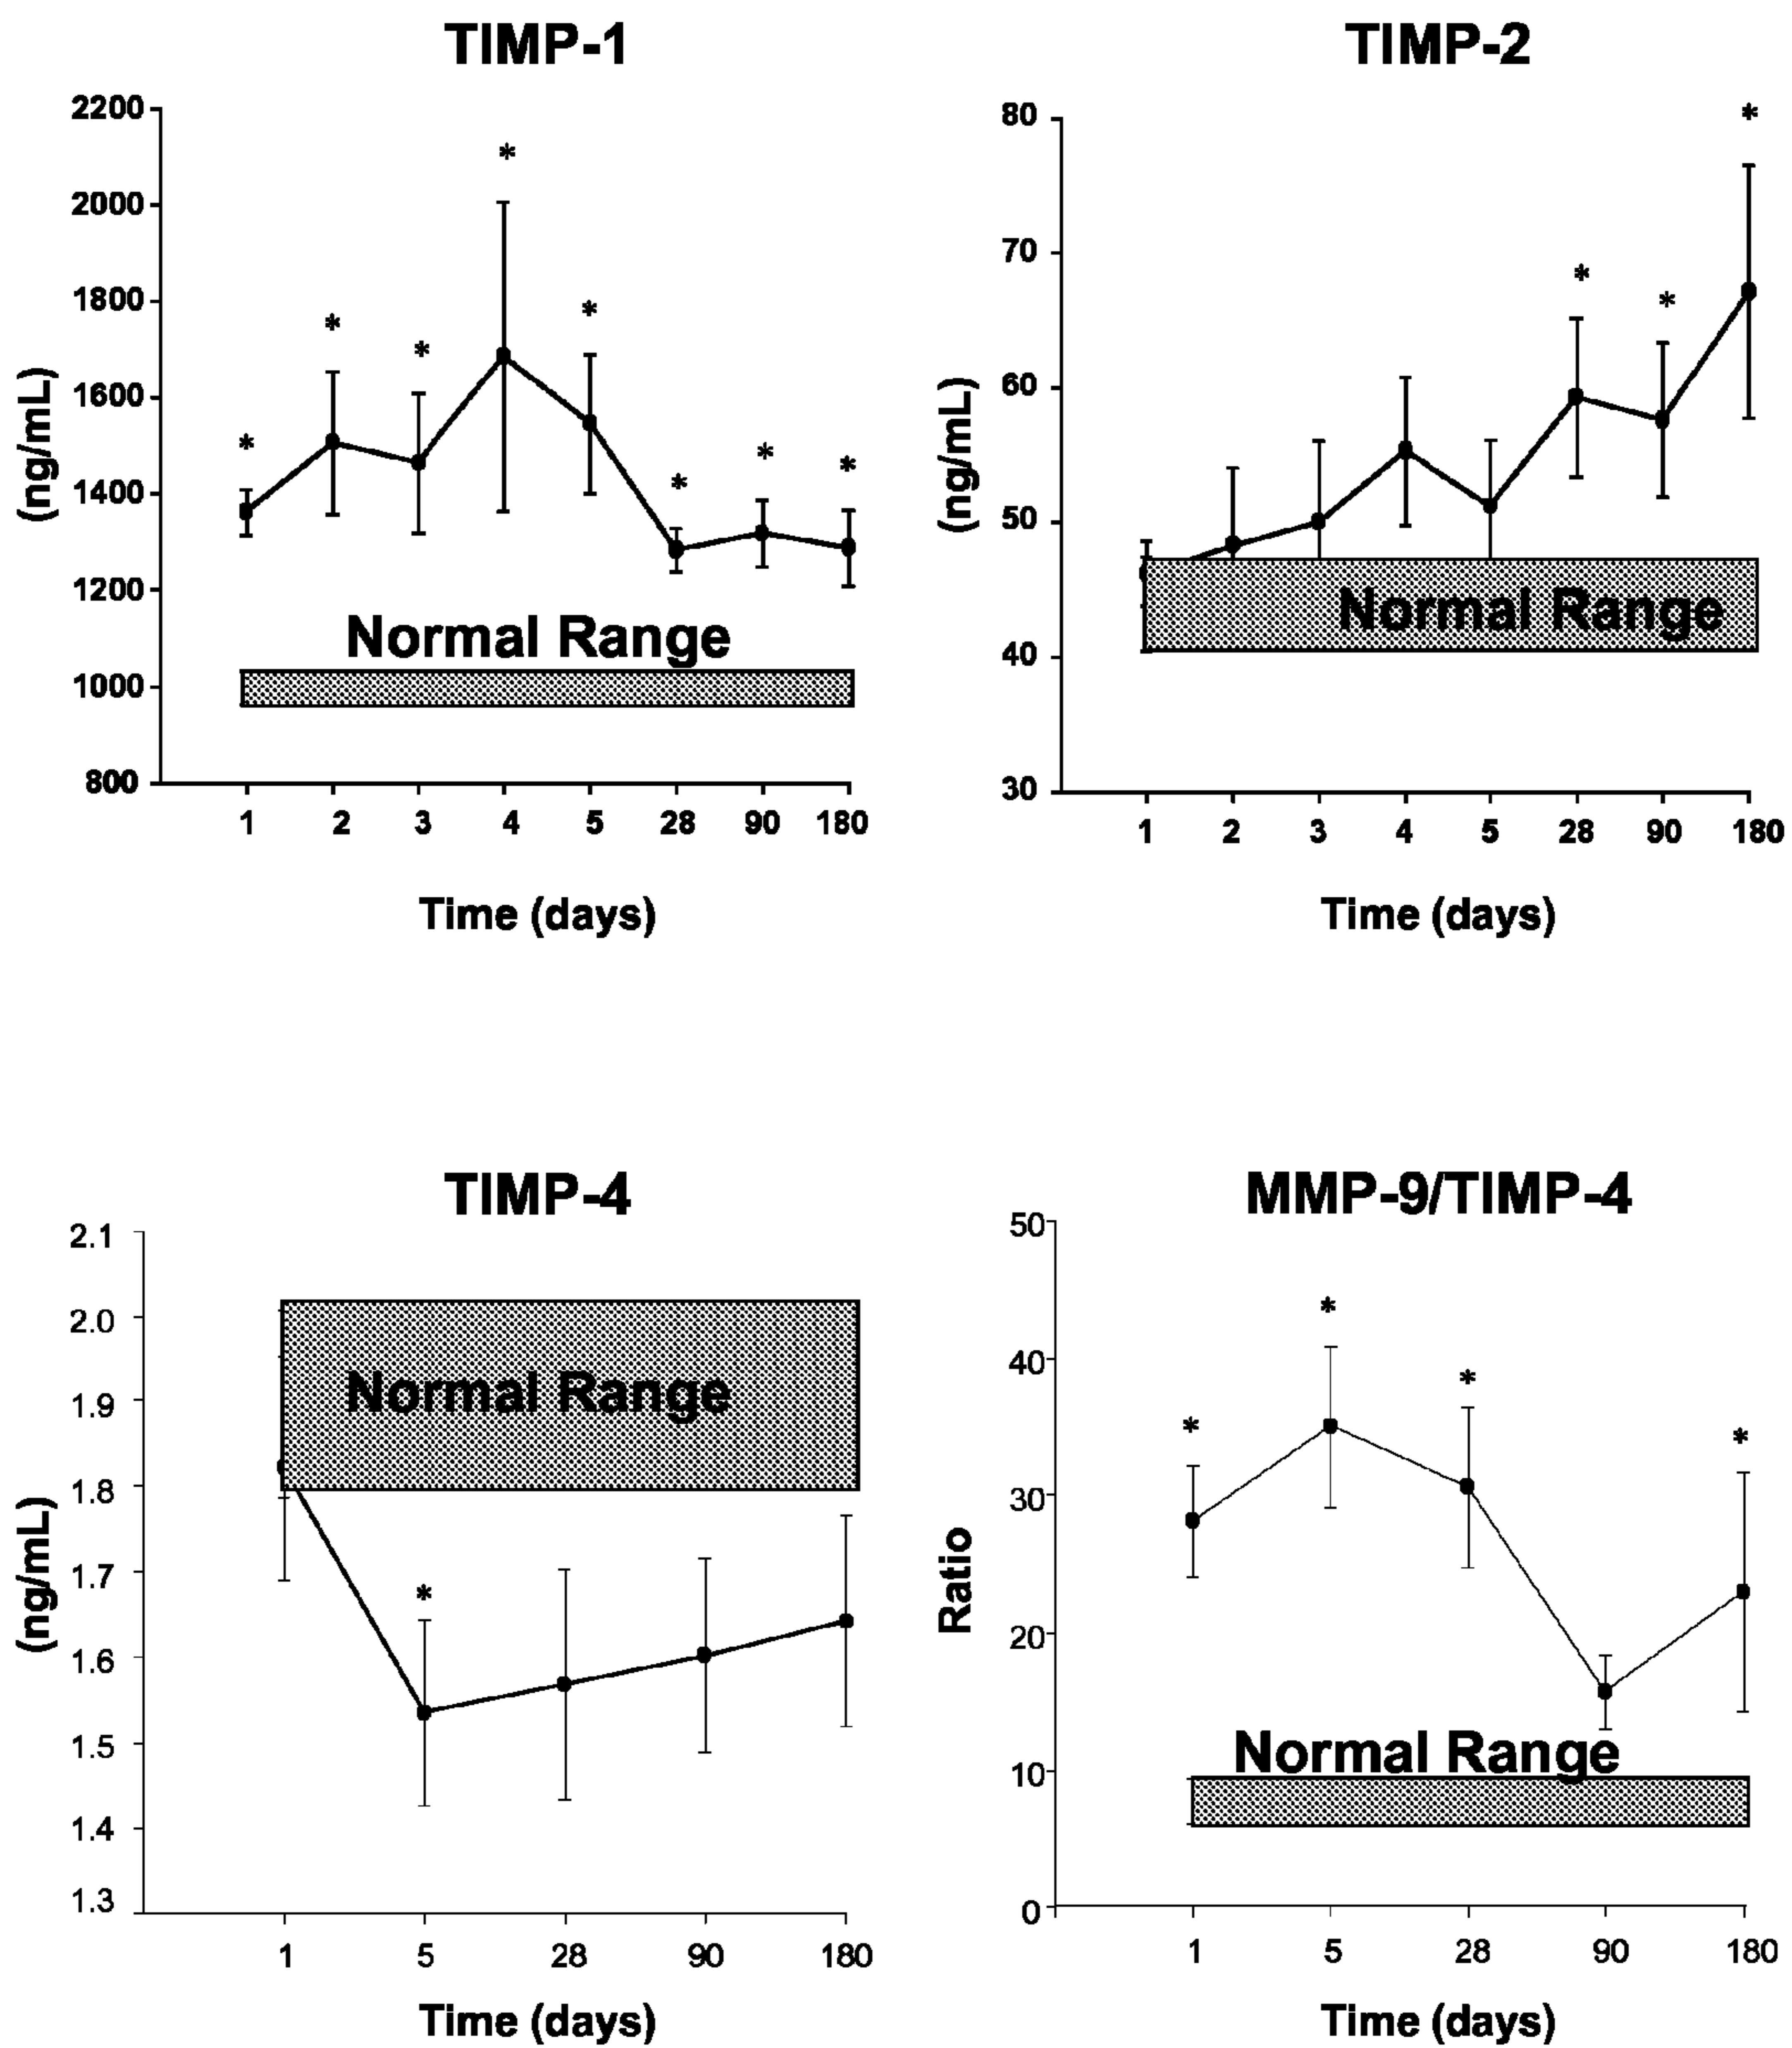 TIMP-1
2200
2000
1800
1600
1400
1200
1000
800
(ng/mL)
* * * * * * * *
Normal Range
1 2 3 4 5 28 90 180
Time (days)
TIMP-2
80
70
60
50
40
30
(ng/mL)
* * *
Normal Range
1 2 3 4 5 28 90 180
Time (days)
TIMP-4
2.1
2.0
1.9
1.8
1.7
1.6
1.5
1.4
1.3
(ng/mL)
Normal Range
*
1 5 28 90 180
Time (days)
MMP-9/TIMP-4
50
40
30
20
10
0
Ratio
* * * *
Normal Range
1 5 28 90 180
Time (days)